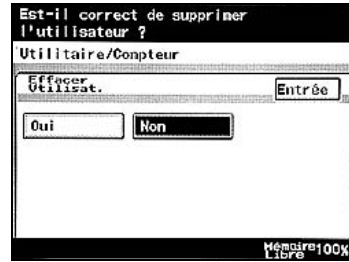 Est-il correct de supprimer
l'utilisateur ?
Utilitaire/Compteur
Effacer
Utilisat.
Entrée
Oui
Non
Mémoire
Libre 100%